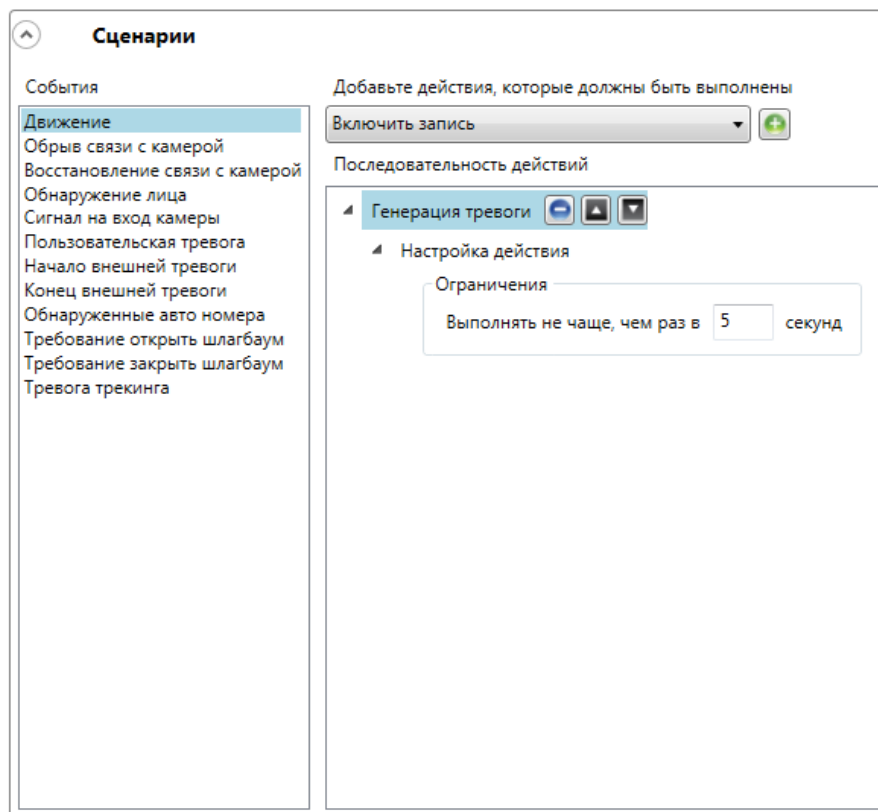 Сценарии
События
Движение
Обрыв связи с камерой
Восстановление связи с камерой
Обнаружение лица
Сигнал на вход камеры
Пользовательская тревога
Начало внешней тревоги
Конец внешней тревоги
Обнаруженные авто номера
Требование открыть шлагбаум
Требование закрыть шлагбаум
Тревога трекинга
Добавьте действия, которые должны быть выполнены
Включить запись
Последовательность действий
Генерация тревоги
Настройка действия
Ограничения
Выполнять не чаще, чем раз в 5 секунд